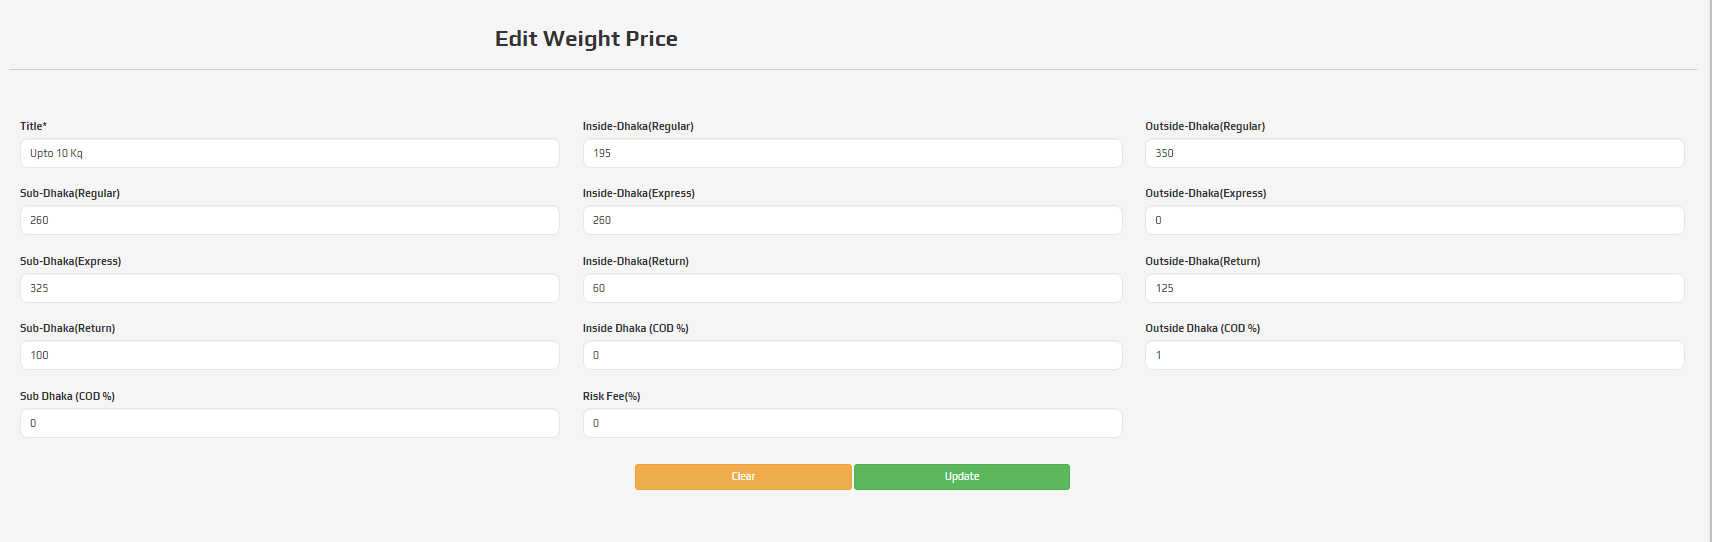 Edit Weight Price
Title* Inside-Dhaka(Regular) Outside-Dhaka(Regular)
Upto 10 Kg 195 350
Sub-Dhaka(Regular) Inside-Dhaka(Express) Outside-Dhaka(Express)
260 260 0
Sub-Dhaka(Express) Inside-Dhaka(Return) Outside-Dhaka(Return)
325 60 125
Sub-Dhaka(Return) Inside Dhaka (COD %) Outside Dhaka (COD %)
100 0 1
Sub Dhaka (COD %) Risk Fee(%)
0 0
Clear Update